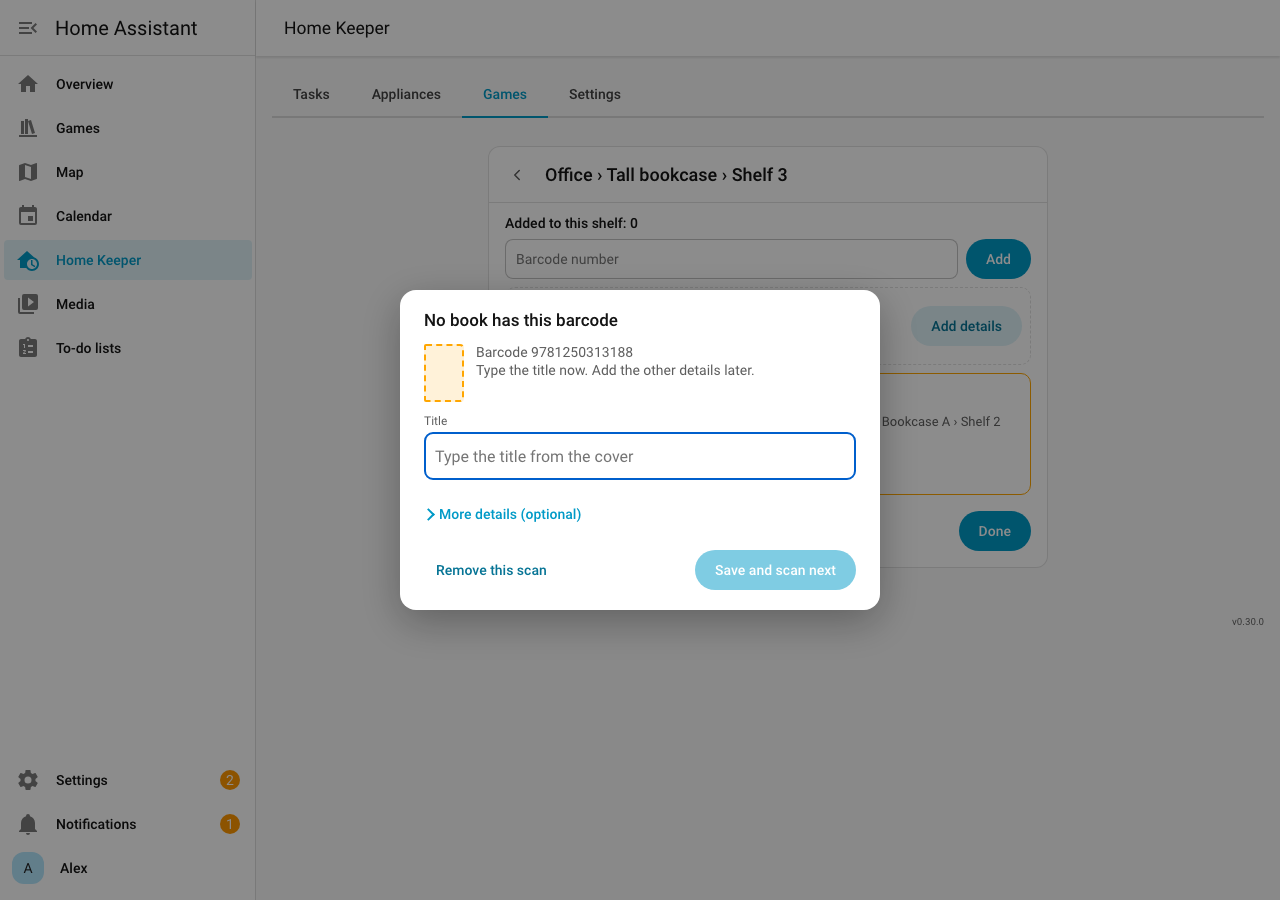 Home Assistant
Home Keeper
Overview
Games
Map
Calendar
Home Keeper
Media
To-do lists
Settings
2
Notifications
1
A
Alex
Tasks
Appliances
Games
Settings
Office › Tall bookcase › Shelf 3
Added to this shelf: 0
Barcode number
Add
Add details
Bookcase A › Shelf 2
Done
v0.30.0
No book has this barcode
Barcode 9781250313188
Type the title now. Add the other details later.
Title
Type the title from the cover
More details (optional)
Remove this scan
Save and scan next